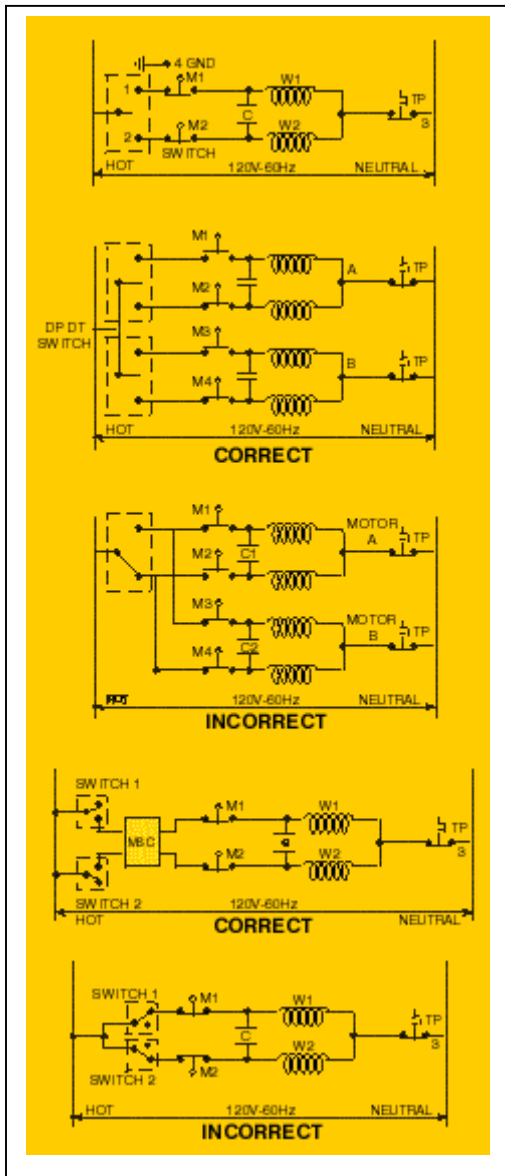 4 GND
M1
W1
1
C
TP
2
M2
W2
3
SWITCH
HOT 120V-60Hz NEUTRAL
M1
A
TP
M2
DPDT
SWITCH
M3
B
TP
M4
HOT 120V-60Hz NEUTRAL
CORRECT
M1
MOTOR
A
TP
M2
C1
M3
MOTOR
B
TP
M4
C2
HOT 120V-60Hz NEUTRAL
INCORRECT
SWITCH 1
M1
W1
MBC
C
TP
3
M2
W2
SWITCH 2
HOT 120V-60Hz NEUTRAL
CORRECT
SWITCH 1
M1
W1
C
TP
3
W2
SWITCH 2
M2
HOT 120V-60Hz NEUTRAL
INCORRECT